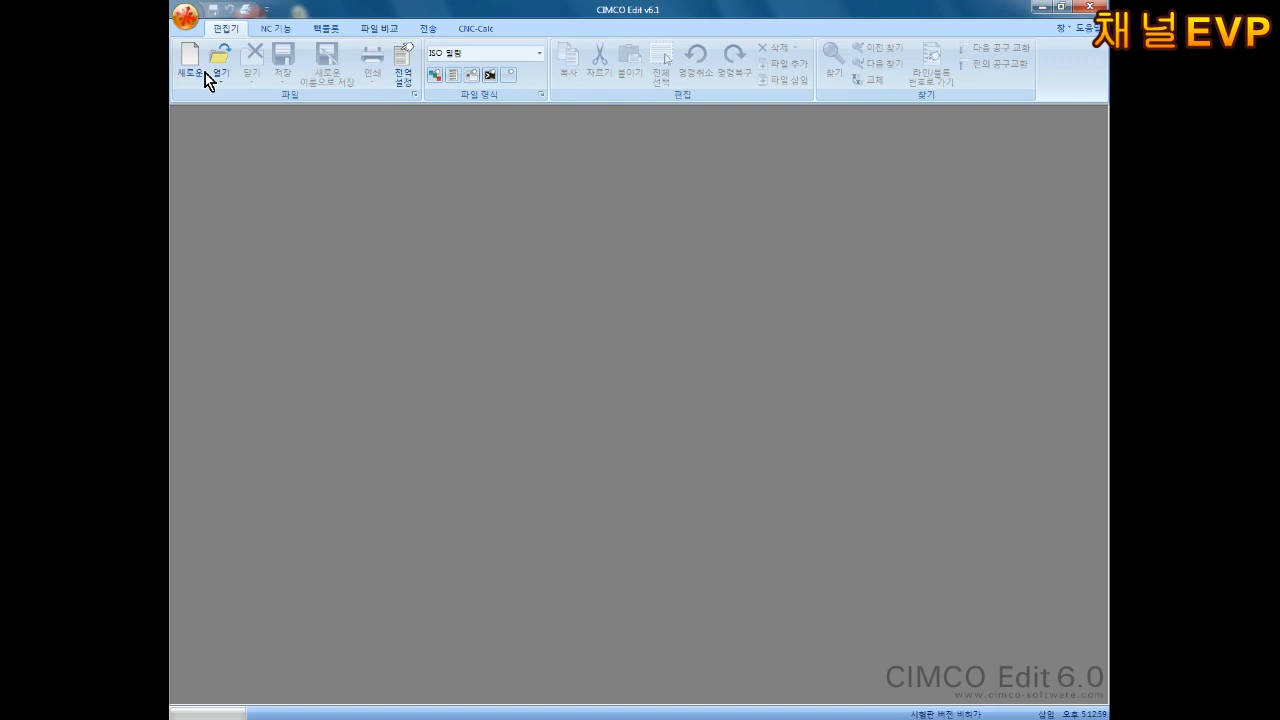 CIMCO Edit v6.1
채널EVP
편집기 NC 기능 백플롯 파일 비교 전송 CNC-Calc 창
새로운 열기 닫기 저장 새로운 이름으로 저장 인쇄 전역 설정
파일
ISO 밀링
파일 형식
복사 자르기 붙이기 전체 선택 명령취소 명령복구
삭제
파일 추가
파일 삽입
편집
찾기
이전 찾기
다음 찾기
교체
라인/블록 번호로 가기
다음 공구 교환
전의 공구교환
찾기
CIMCO Edit 6.0
www.cimco-software.com
시험판 버전 비허가 삽입 오후 5:12:59